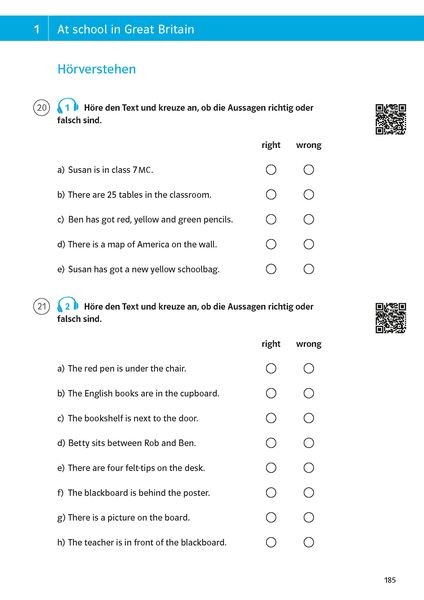 1 At school in Great Britain
Hörverstehen
20 1 Höre den Text und kreuze an, ob die Aussagen richtig oder
falsch sind.
right wrong
a) Susan is in class 7 MC.
b) There are 25 tables in the classroom.
c) Ben has got red, yellow and green pencils.
d) There is a map of America on the wall.
e) Susan has got a new yellow schoolbag.
21 2 Höre den Text und kreuze an, ob die Aussagen richtig oder
falsch sind.
right wrong
a) The red pen is under the chair.
b) The English books are in the cupboard.
c) The bookshelf is next to the door.
d) Betty sits between Rob and Ben.
e) There are four felt-tips on the desk.
f) The blackboard is behind the poster.
g) There is a picture on the board.
h) The teacher is in front of the blackboard.
185